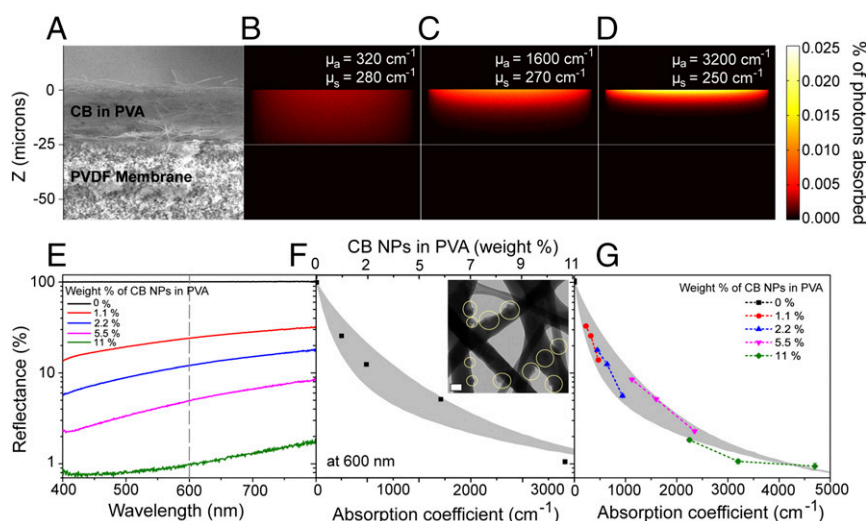 A
B
C
D
μa = 320 cm-1
μs = 280 cm-1
μa = 1600 cm-1
μs = 270 cm-1
μa = 3200 cm-1
μs = 250 cm-1
0
-25
-50
Z (microns)
CB in PVA
PVDF Membrane
0.025
0.020
0.015
0.010
0.005
0.000
% of photons absorbed
E
F
G
CB NPs in PVA (weight %)
0 2 4 6 7 9 11
100
10
1
Reflectance (%)
Weight % of CB NPs in PVA
0 %
1.1 %
2.2 %
5.5 %
11 %
at 600 nm
Weight % of CB NPs in PVA
0 %
1.1 %
2.2 %
5.5 %
11 %
400 500 600 700
0 1000 2000 3000
0 1000 2000 3000 4000 5000
Wavelength (nm)
Absorption coefficient (cm-1)
Absorption coefficient (cm-1)